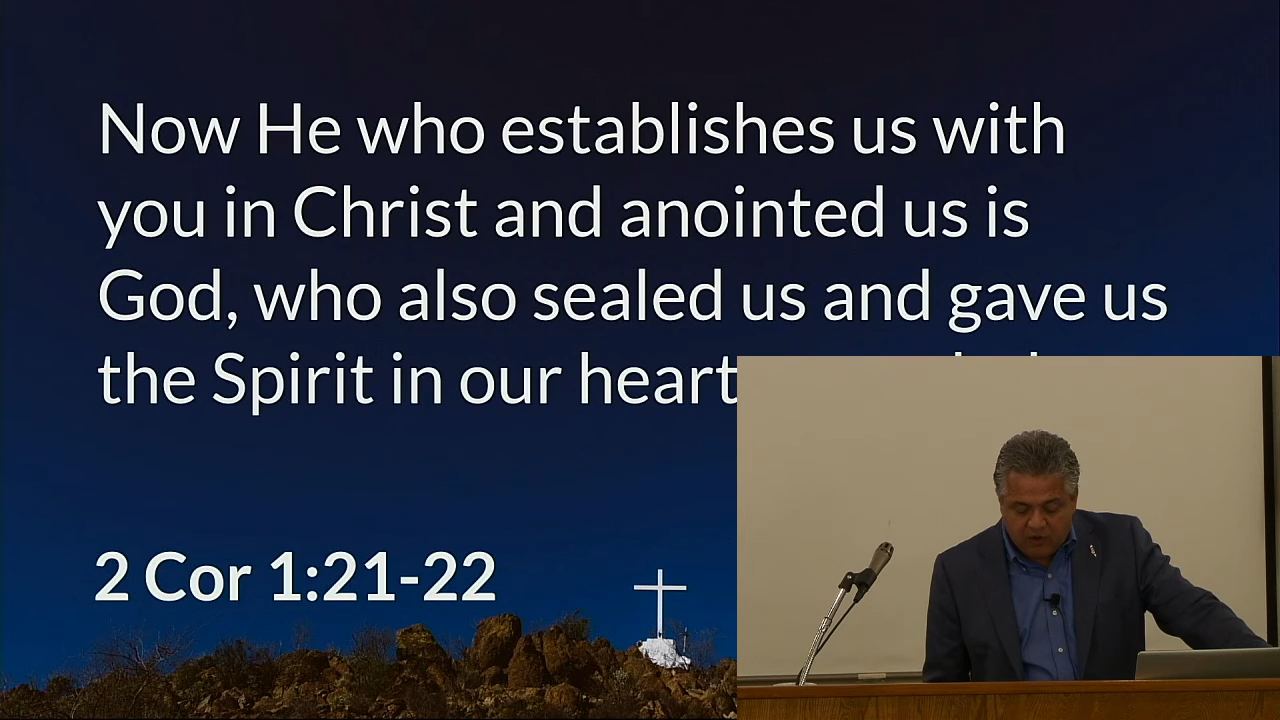 Now He who establishes us with
you in Christ and anointed us is
God, who also sealed us and gave us
the Spirit in our heart
2 Cor 1:21-22